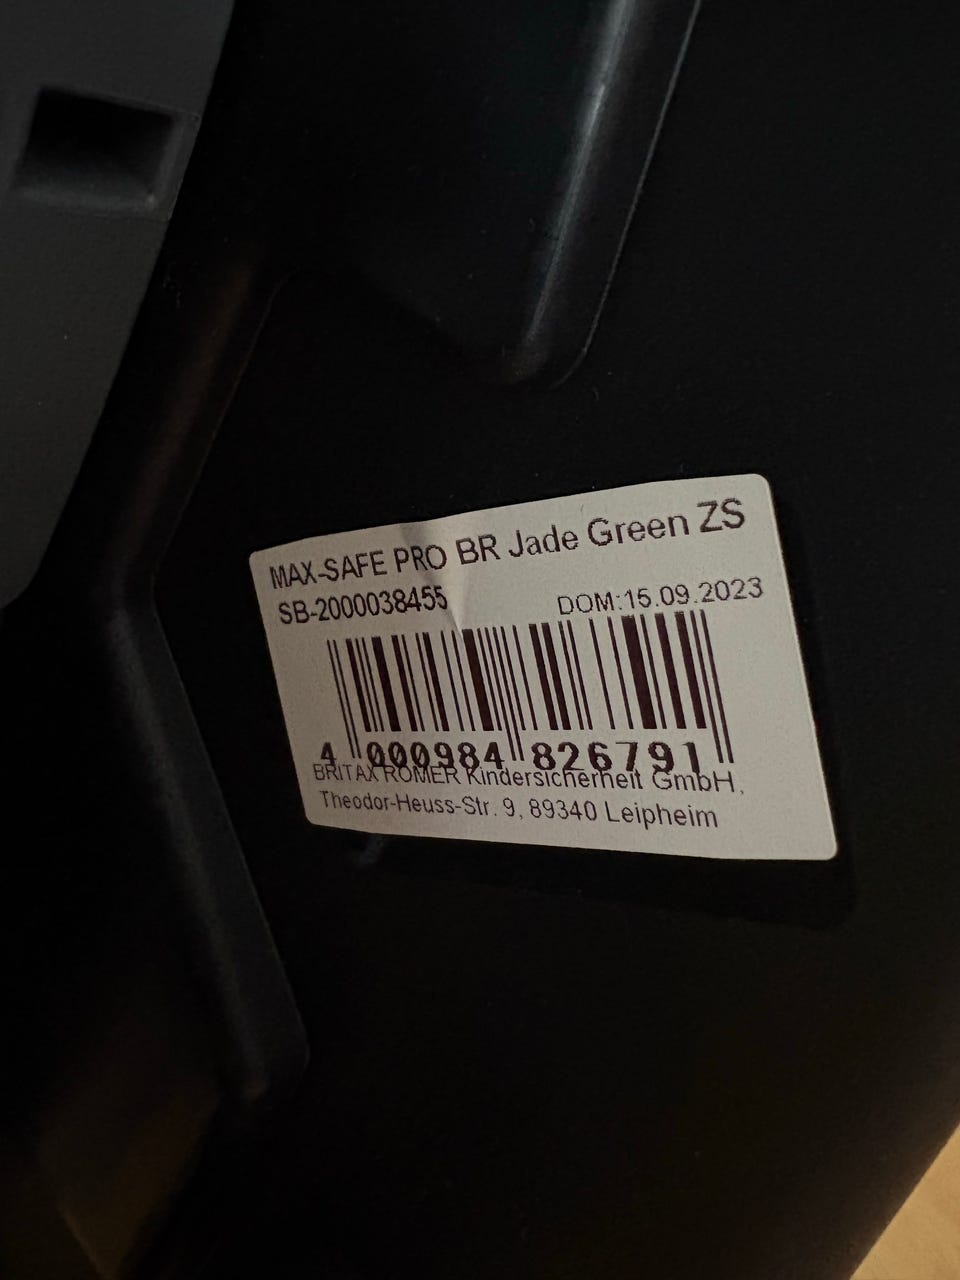 MAX-SAFE PRO BR Jade Green ZS
SB-2000038455 DOM:15.09.2023
4 000984 826791
BRITAX RÖMER Kindersicherheit GmbH,
Theodor-Heuss-Str. 9, 89340 Leipheim